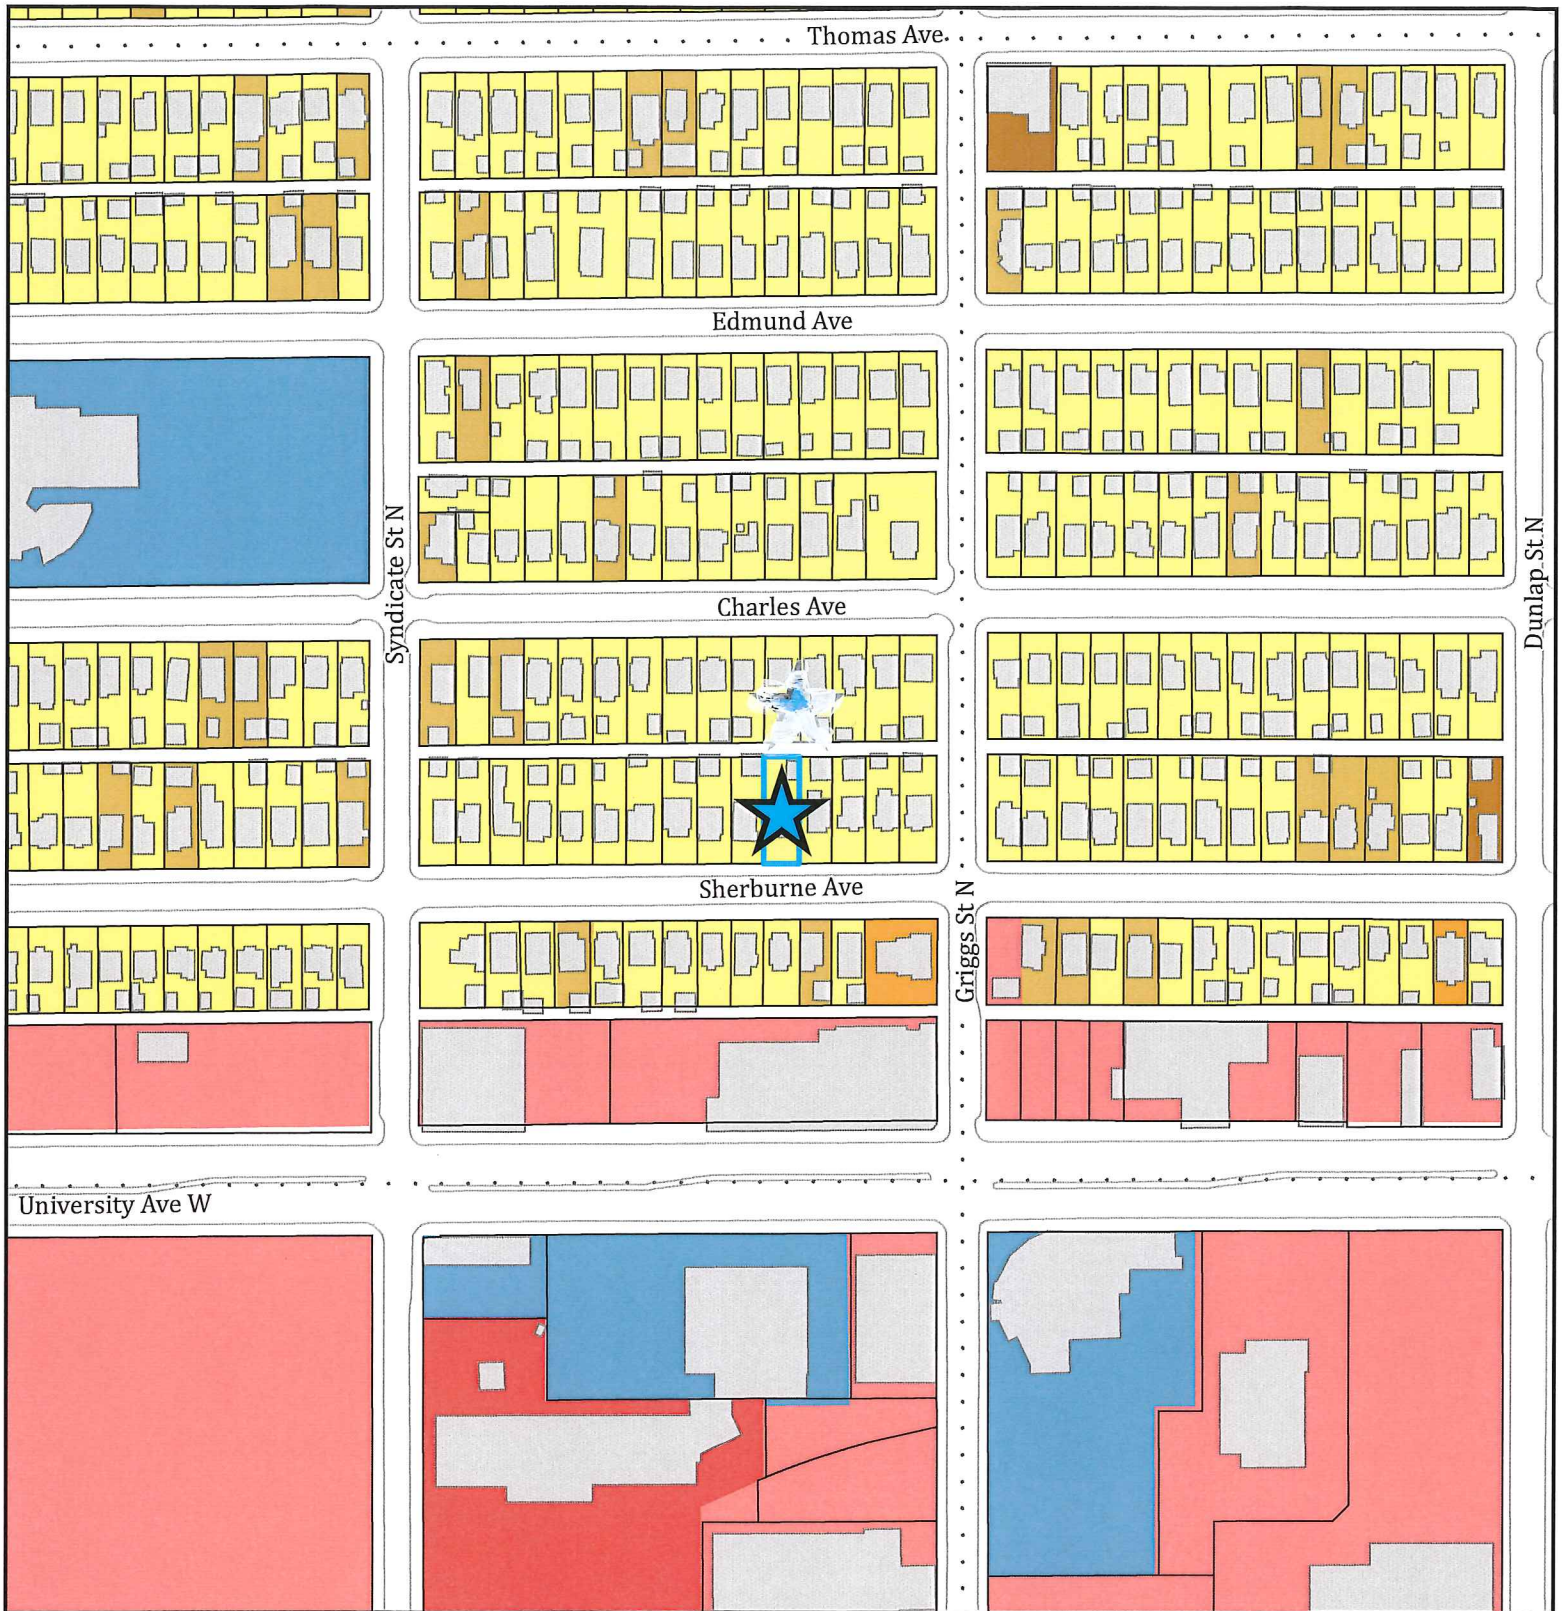 Thomas Ave
Edmund Ave
Syndicate St N
Dunlap St N
Charles Ave
Sherburne Ave
Griggs St N
University Ave W